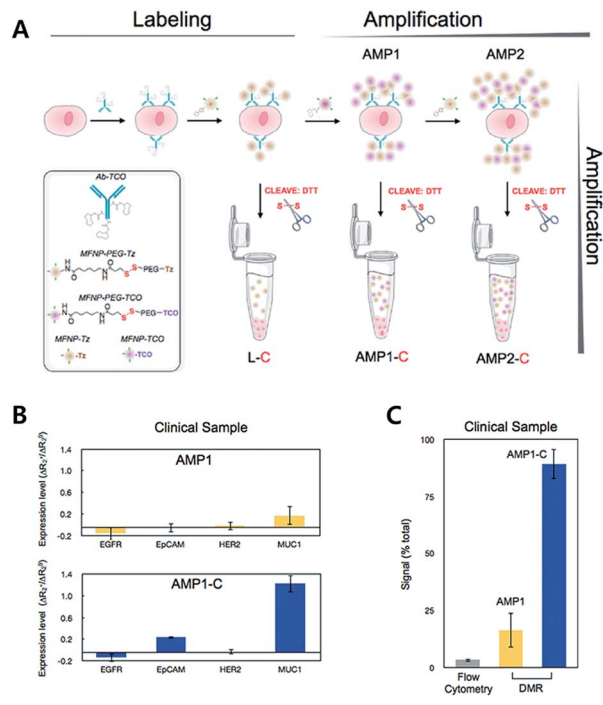 A
Labeling
Amplification
AMP1
AMP2
Amplification
Ab-TCO
MFNP-PEG-Tz
S
S
PEG
Tz
MFNP-PEG-TCO
S
S
PEG
TCO
MFNP-Tz
MFNP-TCO
-Tz
-TCO
CLEAVE: DTT
S-S
CLEAVE: DTT
S-S
CLEAVE: DTT
S-S
L-C
AMP1-C
AMP2-C
B
Clinical Sample
AMP1
Expression level (ΔR₂⁺/ΔR₂⁰)
1.4
1.0
0.6
0.2
-0.2
EGFR
EpCAM
HER2
MUC1
AMP1-C
Expression level (ΔR₂⁺/ΔR₂⁰)
1.4
1.0
0.6
0.2
-0.2
EGFR
EpCAM
HER2
MUC1
C
Clinical Sample
AMP1-C
AMP1
Signal (% total)
100
75
50
25
0
Flow
Cytometry
DMR